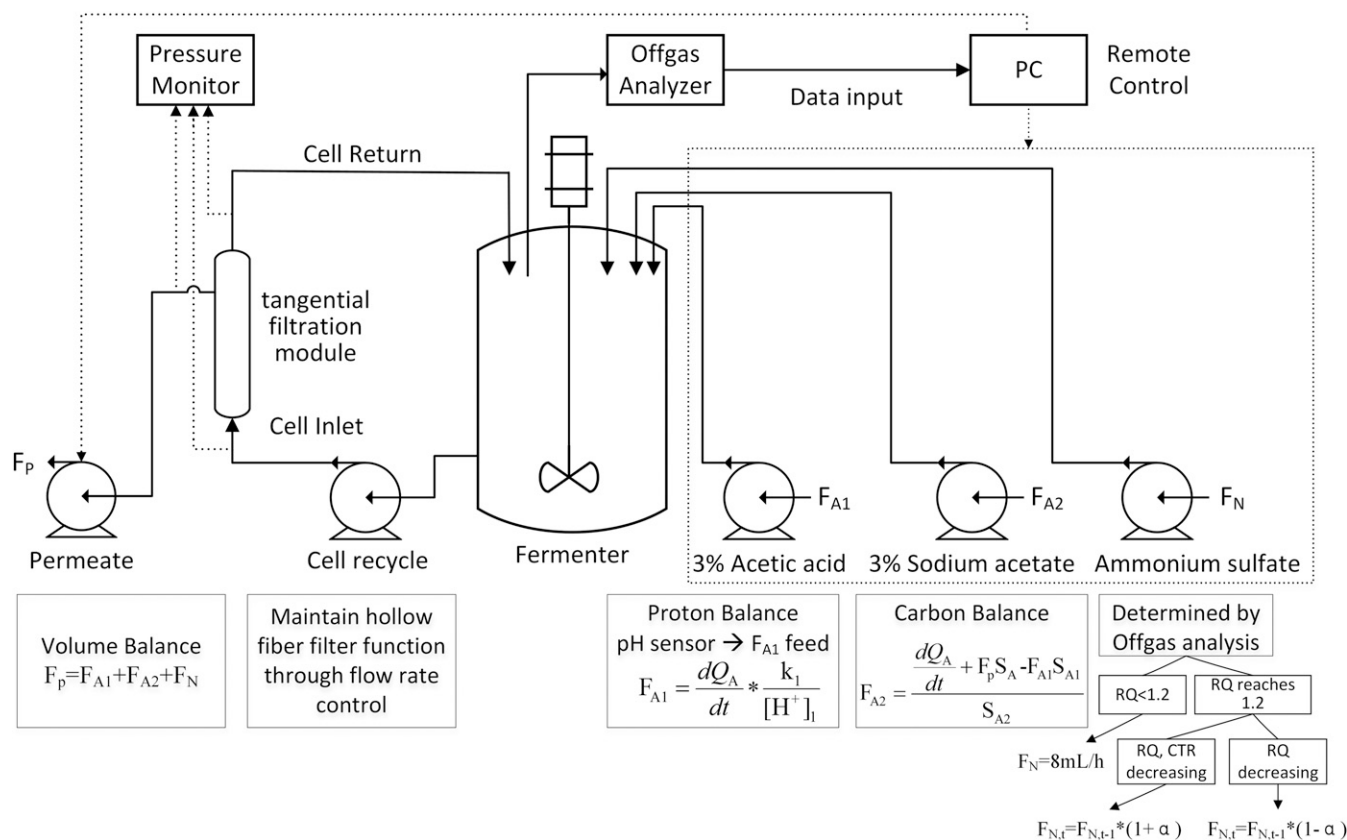 Pressure
Monitor
Offgas
Analyzer
Data input
PC
Remote
Control
Cell Return
tangential
filtration
module
Cell Inlet
F_P
Permeate
Cell recycle
Fermenter
F_A1
3% Acetic acid
F_A2
3% Sodium acetate
F_N
Ammonium sulfate
Volume Balance
F_p=F_A1+F_A2+F_N
Maintain hollow
fiber filter function
through flow rate
control
Proton Balance
pH sensor → F_A1 feed
F_A1 = dQ_A/dt * k_1/[H^+]_1
Carbon Balance
F_A2 = (dQ_A/dt + F_pS_A-F_A1S_A1)/S_A2
Determined by
Offgas analysis
RQ<1.2
RQ reaches
1.2
F_N=8mL/h
RQ, CTR
decreasing
RQ
decreasing
F_N,t=F_N,t-1*(1+α)
F_N,t=F_N,t-1*(1-α)